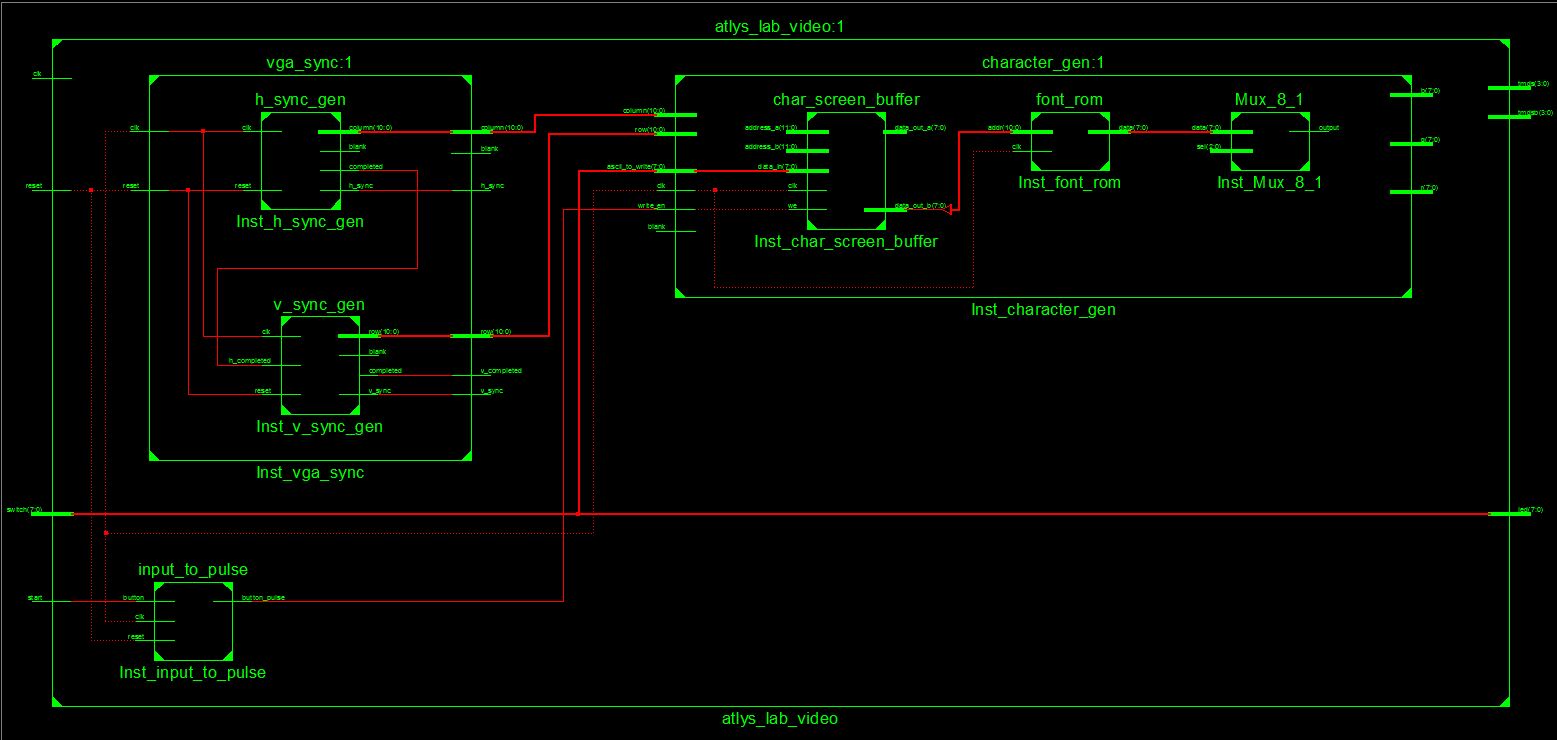 atlys_lab_video:1
vga_sync:1
character_gen:1
clk
h_sync_gen
char_screen_buffer
font_rom
Mux_8_1
tmds(3:0)
b(7:0)
column(10:0)
tmdsb(3:0)
clk
clk
column(10:0)
column(10:0)
row(10:0)
address_a(11:0)
data_out_a(7:0)
addr(10:0)
data(7:0)
data(7:0)
output
blank
blank
address_b(11:0)
clk
sel(2:0)
g(7:0)
completed
ascii_to_write(7:0)
data_in(7:0)
reset
reset
reset
h_sync
h_sync
clk
clk
Inst_font_rom
Inst_Mux_8_1
r(7:0)
write_en
we
data_out_b(7:0)
Inst_h_sync_gen
blank
Inst_char_screen_buffer
v_sync_gen
Inst_character_gen
clk
row(10:0)
row(10:0)
blank
h_completed
completed
v_completed
reset
v_sync
v_sync
Inst_v_sync_gen
Inst_vga_sync
switch(7:0)
led(7:0)
input_to_pulse
start
button
button_pulse
clk
reset
Inst_input_to_pulse
atlys_lab_video